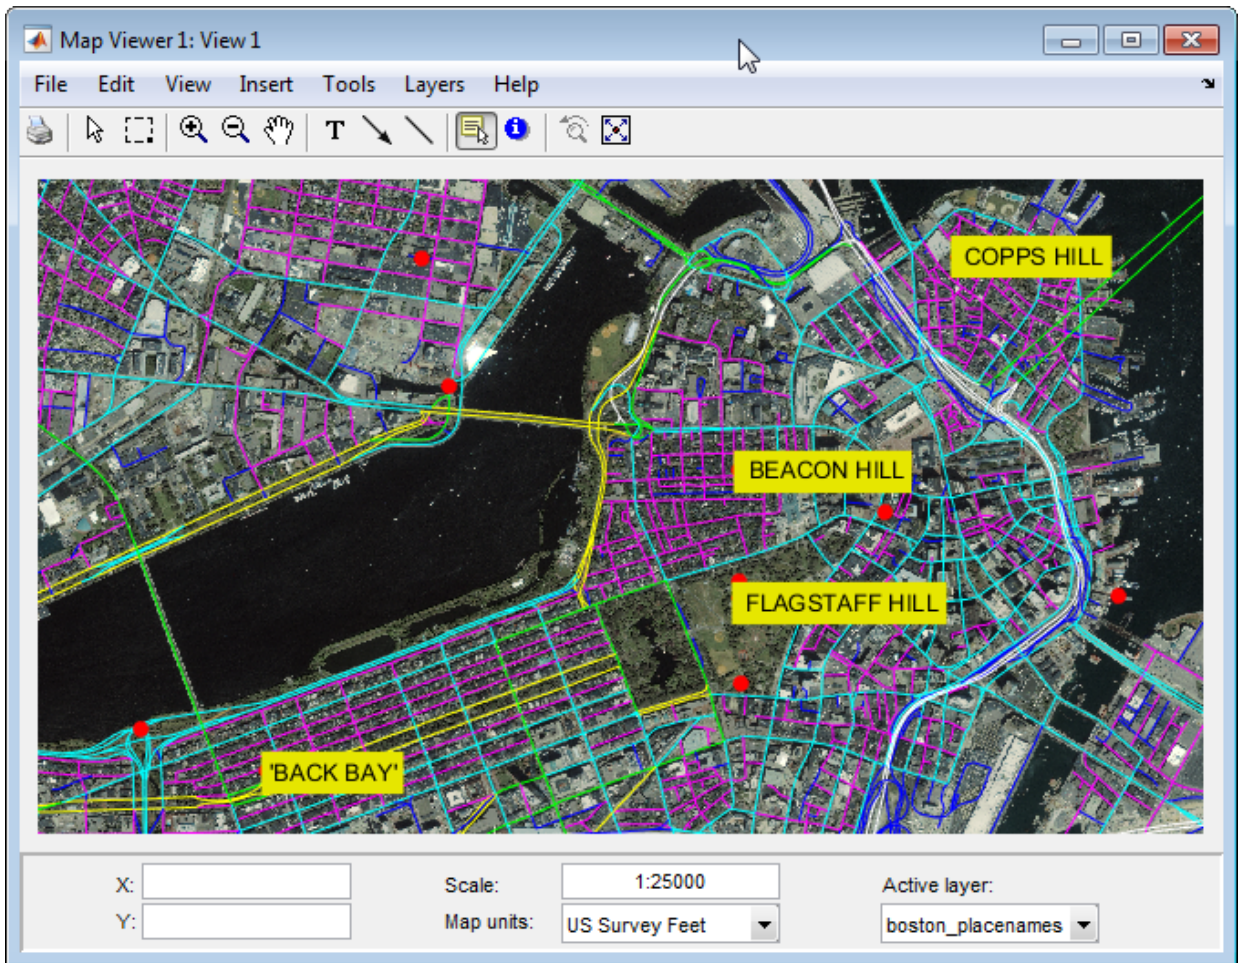 Map Viewer 1: View 1
File Edit View Insert Tools Layers Help
T
COPPS HILL
BEACON HILL
FLAGSTAFF HILL
'BACK BAY'
X:
Scale:
1:25000
Active layer:
Y:
Map units:
US Survey Feet
boston_placenames